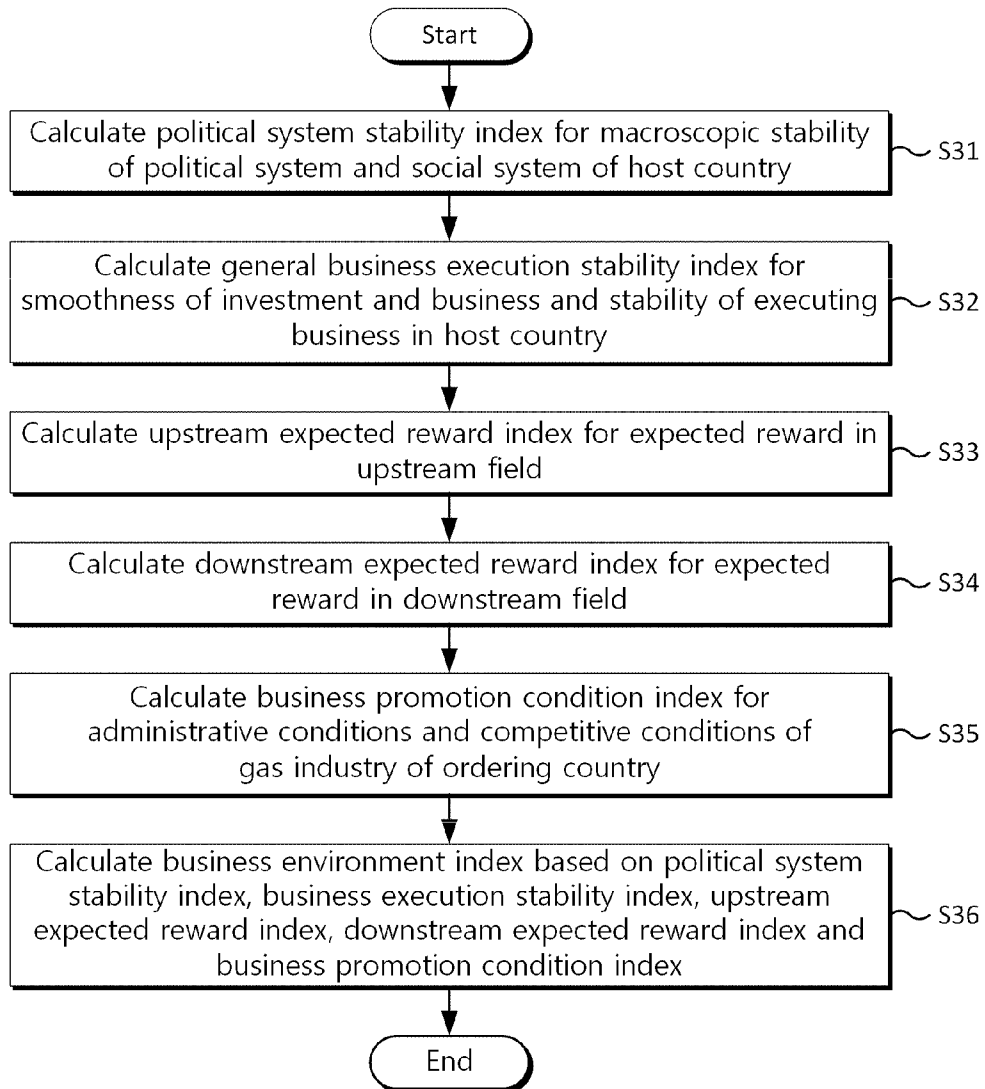 Start
Calculate political system stability index for macroscopic stability
of political system and social system of host country
S31
Calculate general business execution stability index for
smoothness of investment and business and stability of executing
business in host country
S32
Calculate upstream expected reward index for expected reward in
upstream field
S33
Calculate downstream expected reward index for expected
reward in downstream field
S34
Calculate business promotion condition index for
administrative conditions and competitive conditions of
gas industry of ordering country
S35
Calculate business environment index based on political system
stability index, business execution stability index, upstream
expected reward index, downstream expected reward index and
business promotion condition index
S36
End